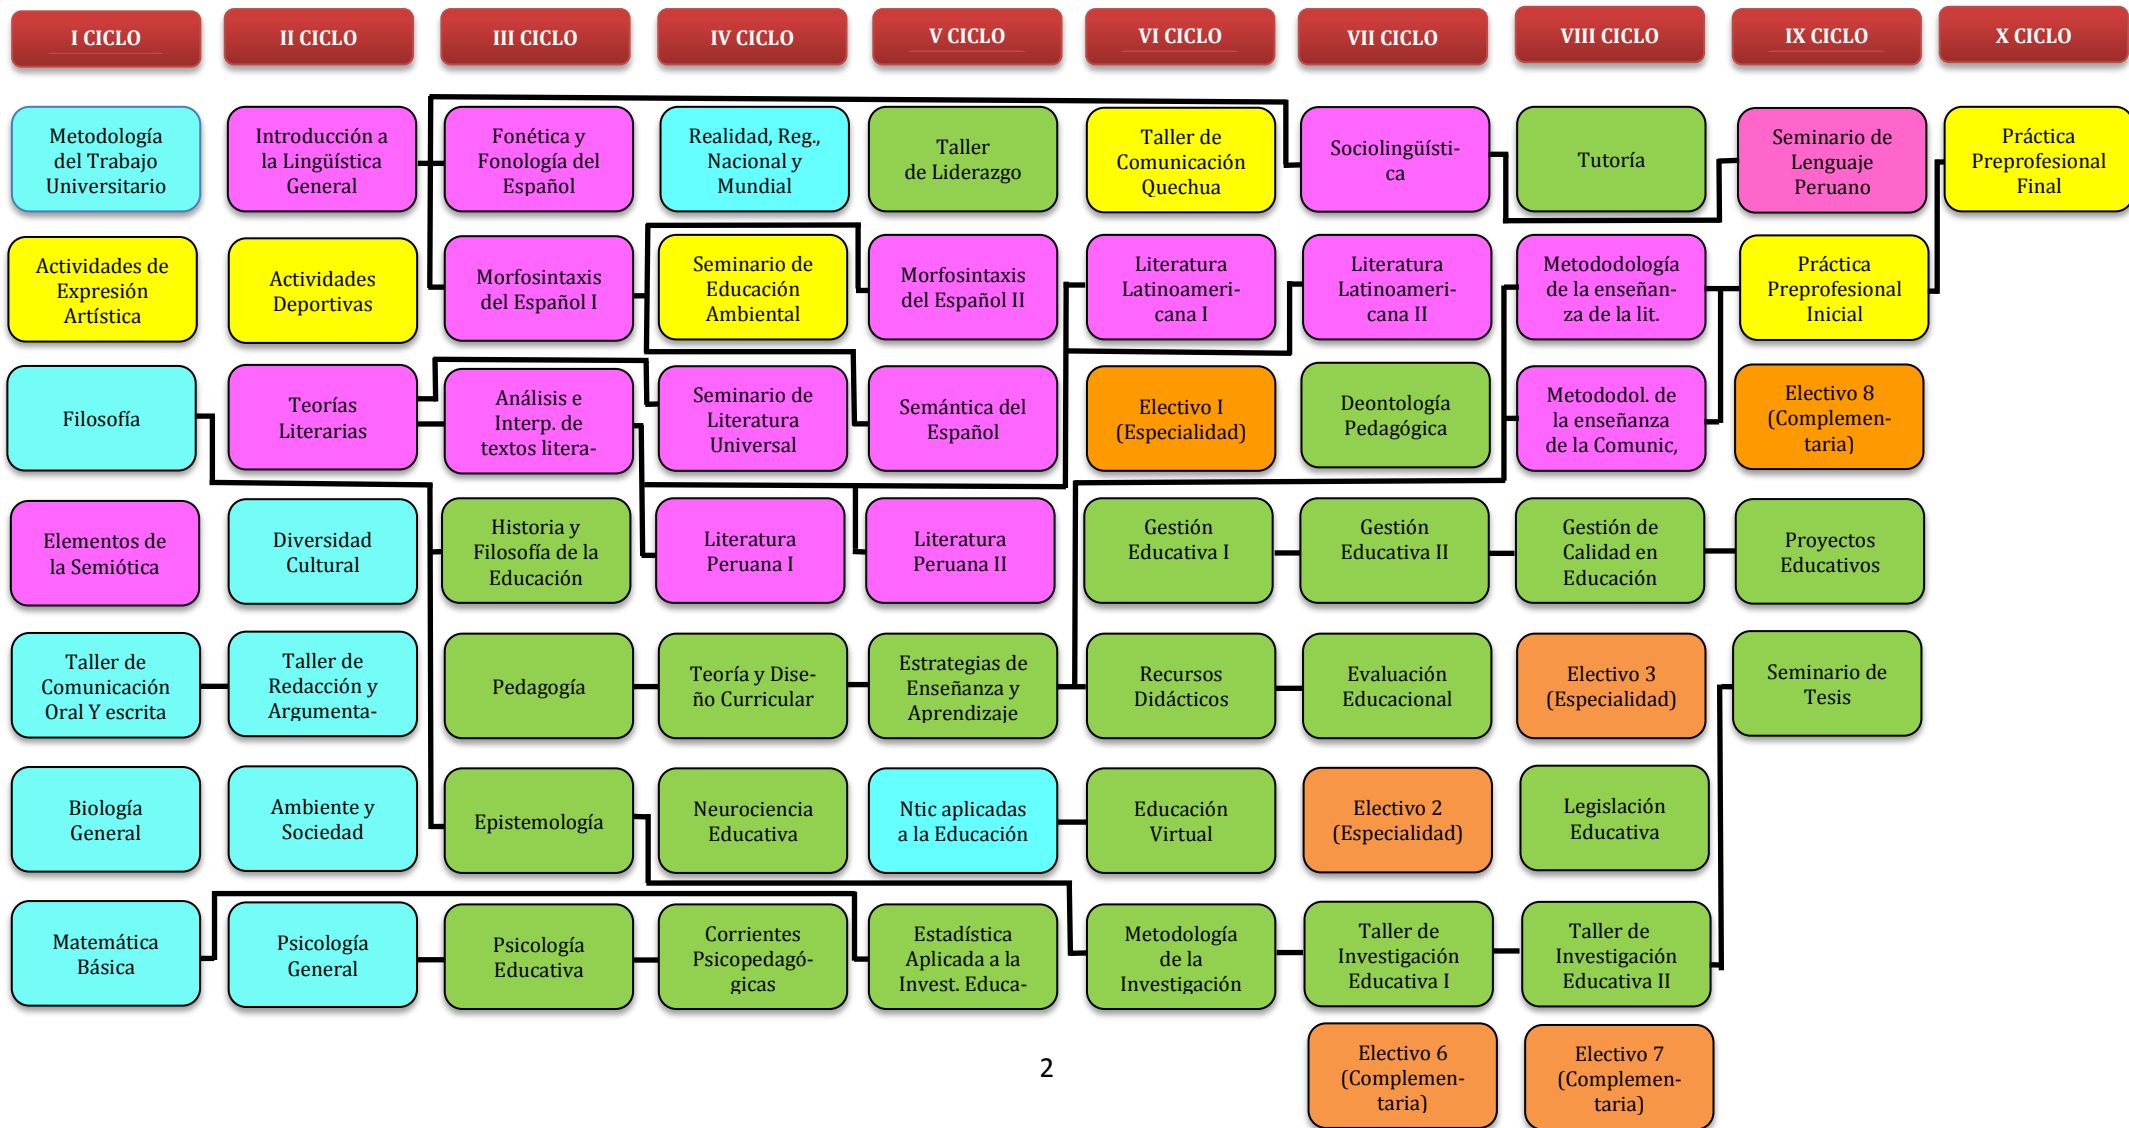 I CICLO
II CICLO
III CICLO
IV CICLO
V CICLO
VI CICLO
VII CICLO
VIII CICLO
IX CICLO
X CICLO
Metodología
del Trabajo
Universitario
Introducción a
la Lingüística
General
Fonética y
Fonología del
Español
Realidad, Reg.,
Nacional y
Mundial
Taller
de Liderazgo
Taller de
Comunicación
Quechua
Sociolingüísti-
ca
Tutoría
Seminario de
Lenguaje
Peruano
Práctica
Preprofesional
Final
Actividades de
Expresión
Artística
Actividades
Deportivas
Morfosintaxis
del Español I
Seminario de
Educación
Ambiental
Morfosintaxis
del Español II
Literatura
Latinoameri-
cana I
Literatura
Latinoameri-
cana II
Metododología
de la enseñan-
za de la lit.
Práctica
Preprofesional
Inicial
Filosofía
Teorías
Literarias
Análisis e
Interp. de
textos litera-
Seminario de
Literatura
Universal
Semántica del
Español
Electivo I
(Especialidad)
Deontología
Pedagógica
Metododol. de
la enseñanza
de la Comunic,
Electivo 8
(Complemen-
taria)
Elementos de
la Semiótica
Diversidad
Cultural
Historia y
Filosofía de la
Educación
Literatura
Peruana I
Literatura
Peruana II
Gestión
Educativa I
Gestión
Educativa II
Gestión de
Calidad en
Educación
Proyectos
Educativos
Taller de
Comunicación
Oral Y escrita
Taller de
Redacción y
Argumenta-
Pedagogía
Teoría y Dise-
ño Curricular
Estrategias de
Enseñanza y
Aprendizaje
Recursos
Didácticos
Evaluación
Educacional
Electivo 3
(Especialidad)
Seminario de
Tesis
Biología
General
Ambiente y
Sociedad
Epistemología
Neurociencia
Educativa
Ntic aplicadas
a la Educación
Educación
Virtual
Electivo 2
(Especialidad)
Legislación
Educativa
Matemática
Básica
Psicología
General
Psicología
Educativa
Corrientes
Psicopedagó-
gicas
Estadística
Aplicada a la
Invest. Educa-
Metodología
de la
Investigación
Taller de
Investigación
Educativa I
Taller de
Investigación
Educativa II
Electivo 6
(Complemen-
taria)
Electivo 7
(Complemen-
taria)
2